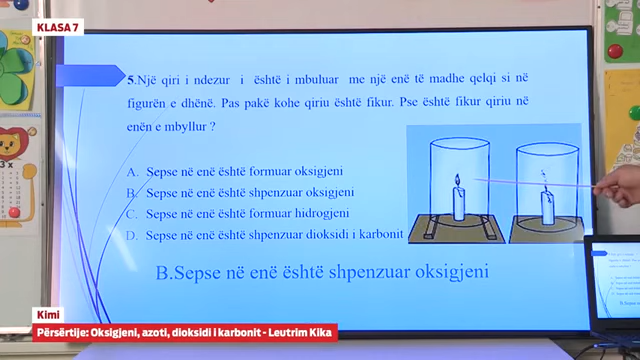 KLASA 7
5.Një qiri i ndezur i është i mbuluar me një enë të madhe qelqi si në
figurën e dhënë. Pas pakë kohe qiriu është fikur. Pse është fikur qiriu në
enën e mbyllur ?
A. Sepse në enë është formuar oksigjeni
B. Sepse në enë është shpenzuar oksigjeni
C. Sepse në enë është formuar hidrogjeni
D. Sepse në enë është shpenzuar dioksidi i karbonit
B.Sepse në enë është shpenzuar oksigjeni
Kimi
Përsërtije: Oksigjeni, azoti, dioksidi i karbonit - Leutrim Kika